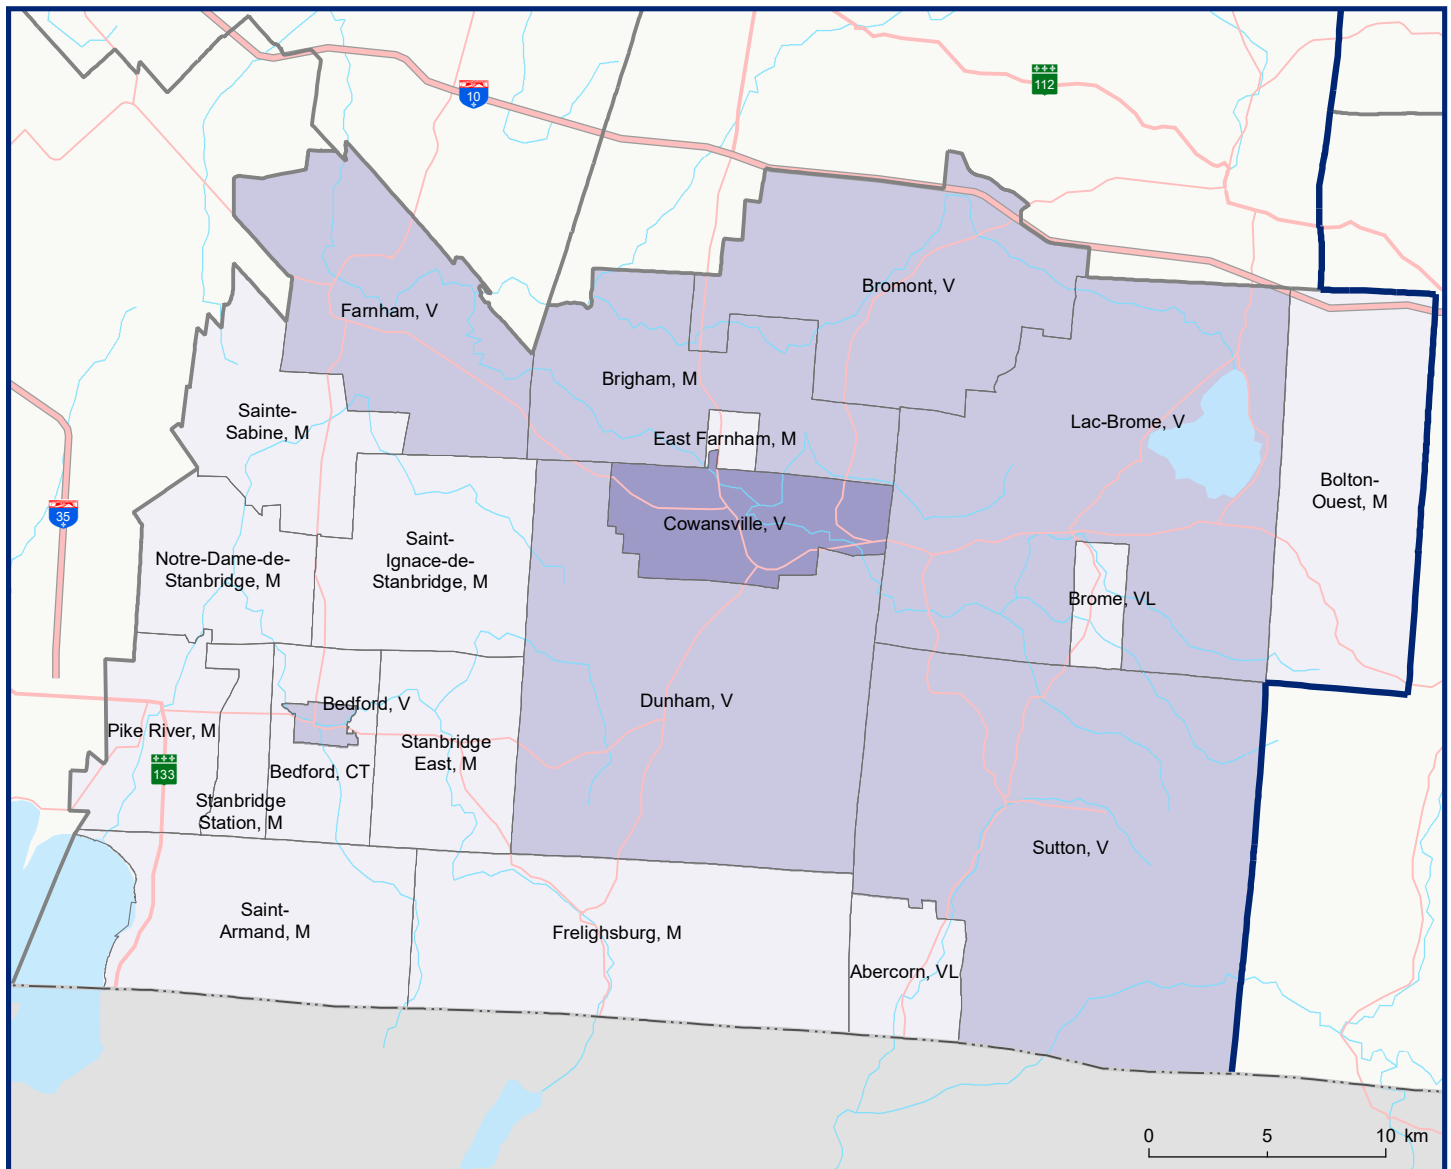 10
112
Bromont, V
Farnham, V
Brigham, M
Sainte-
Sabine, M
East Farnham, M
Lac-Brome, V
Bolton-
Ouest, M
35
Cowansville, V
Notre-Dame-de-
Stanbridge, M
Saint-
Ignace-de-
Stanbridge, M
Brome, VL
Bedford, V
Dunham, V
Pike River, M
133
Stanbridge
East, M
Bedford, CT
Stanbridge
Station, M
Sutton, V
Saint-
Armand, M
Frelighsburg, M
Abercorn, VL
0 5 10 km